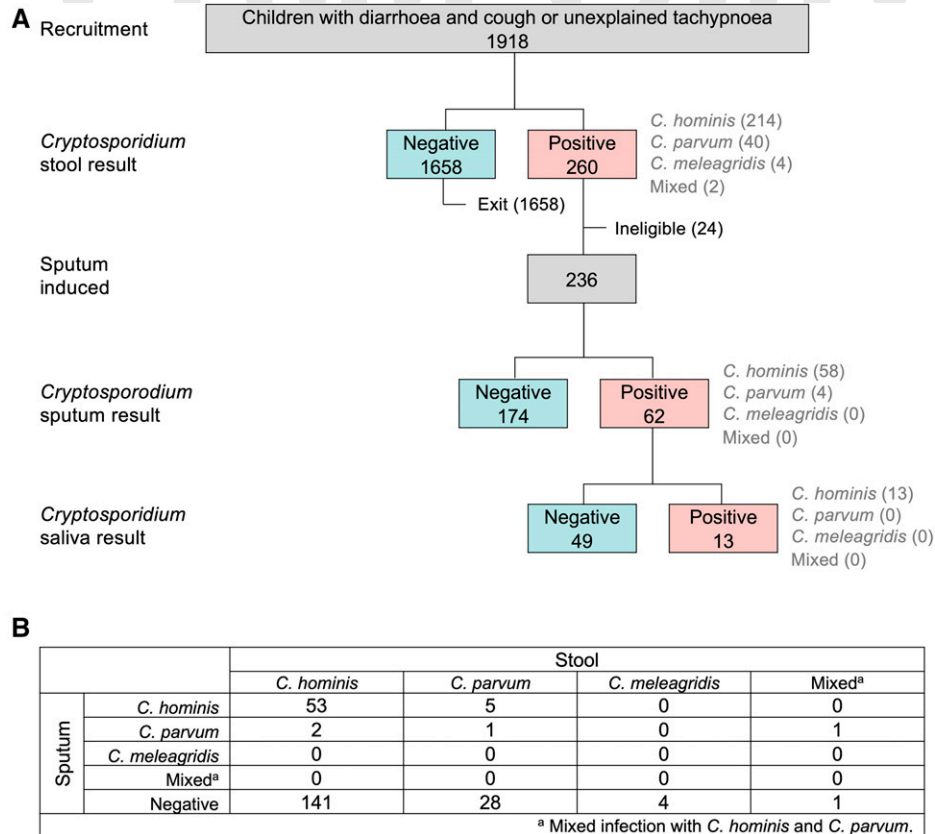 A
Recruitment
Children with diarrhoea and cough or unexplained tachypnoea
1918
Cryptosporidium
stool result
Negative
1658
Positive
260
C. hominis (214)
C. parvum (40)
C. meleagridis (4)
Mixed (2)
Exit (1658)
Ineligible (24)
Sputum
induced
236
Cryptosporodium
sputum result
Negative
174
Positive
62
C. hominis (58)
C. parvum (4)
C. meleagridis (0)
Mixed (0)
Cryptosporidium
saliva result
Negative
49
Positive
13
C. hominis (13)
C. parvum (0)
C. meleagridis (0)
Mixed (0)
B
Stool
C. hominis C. parvum C. meleagridis Mixedᵃ
Sputum
C. hominis 53 5 0 0
C. parvum 2 1 0 1
C. meleagridis 0 0 0 0
Mixedᵃ 0 0 0 0
Negative 141 28 4 1
ᵃ Mixed infection with C. hominis and C. parvum.